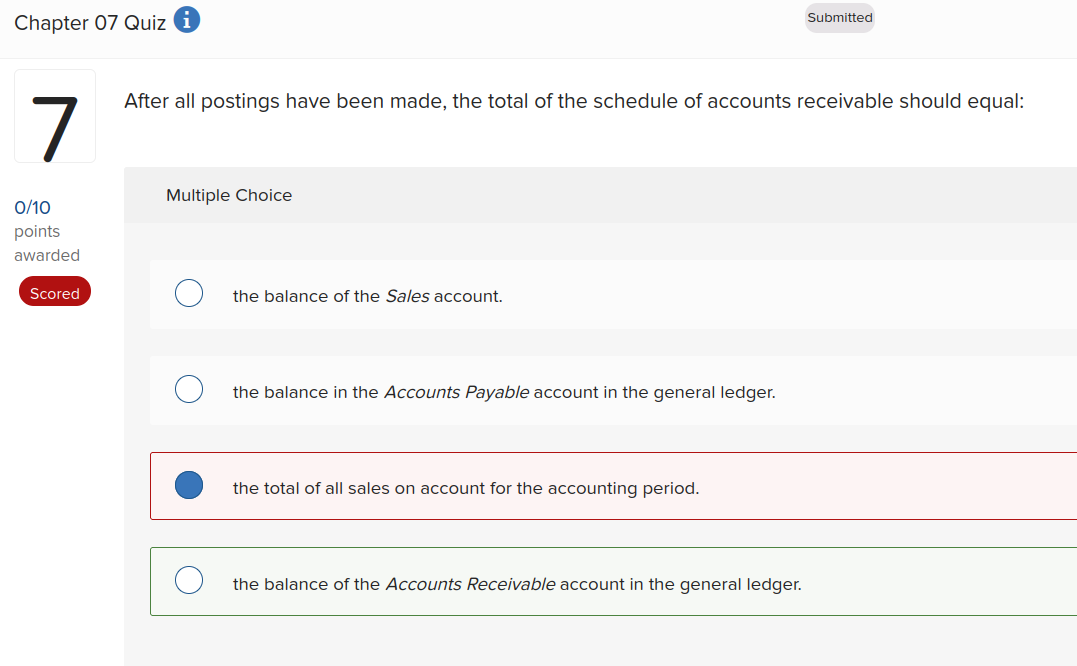 Chapter 07 Quiz i
Submitted
7
After all postings have been made, the total of the schedule of accounts receivable should equal:
0/10
points
awarded
Scored
Multiple Choice
the balance of the Sales account.
the balance in the Accounts Payable account in the general ledger.
the total of all sales on account for the accounting period.
the balance of the Accounts Receivable account in the general ledger.